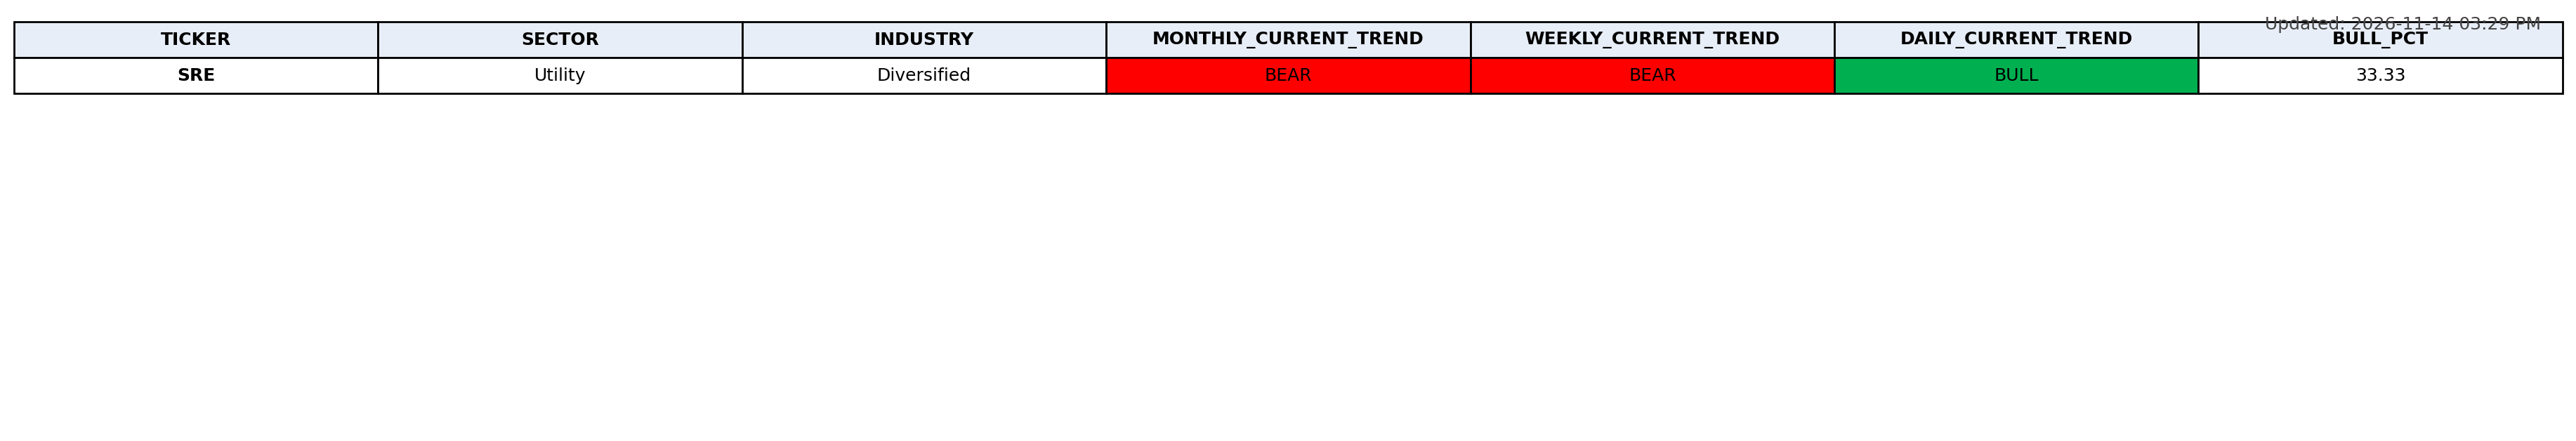 Updated: 2026-11-14 03:29 PM
TICKER SECTOR INDUSTRY MONTHLY_CURRENT_TREND WEEKLY_CURRENT_TREND DAILY_CURRENT_TREND BULL_PCT
SRE Utility Diversified BEAR BEAR BULL 33.33